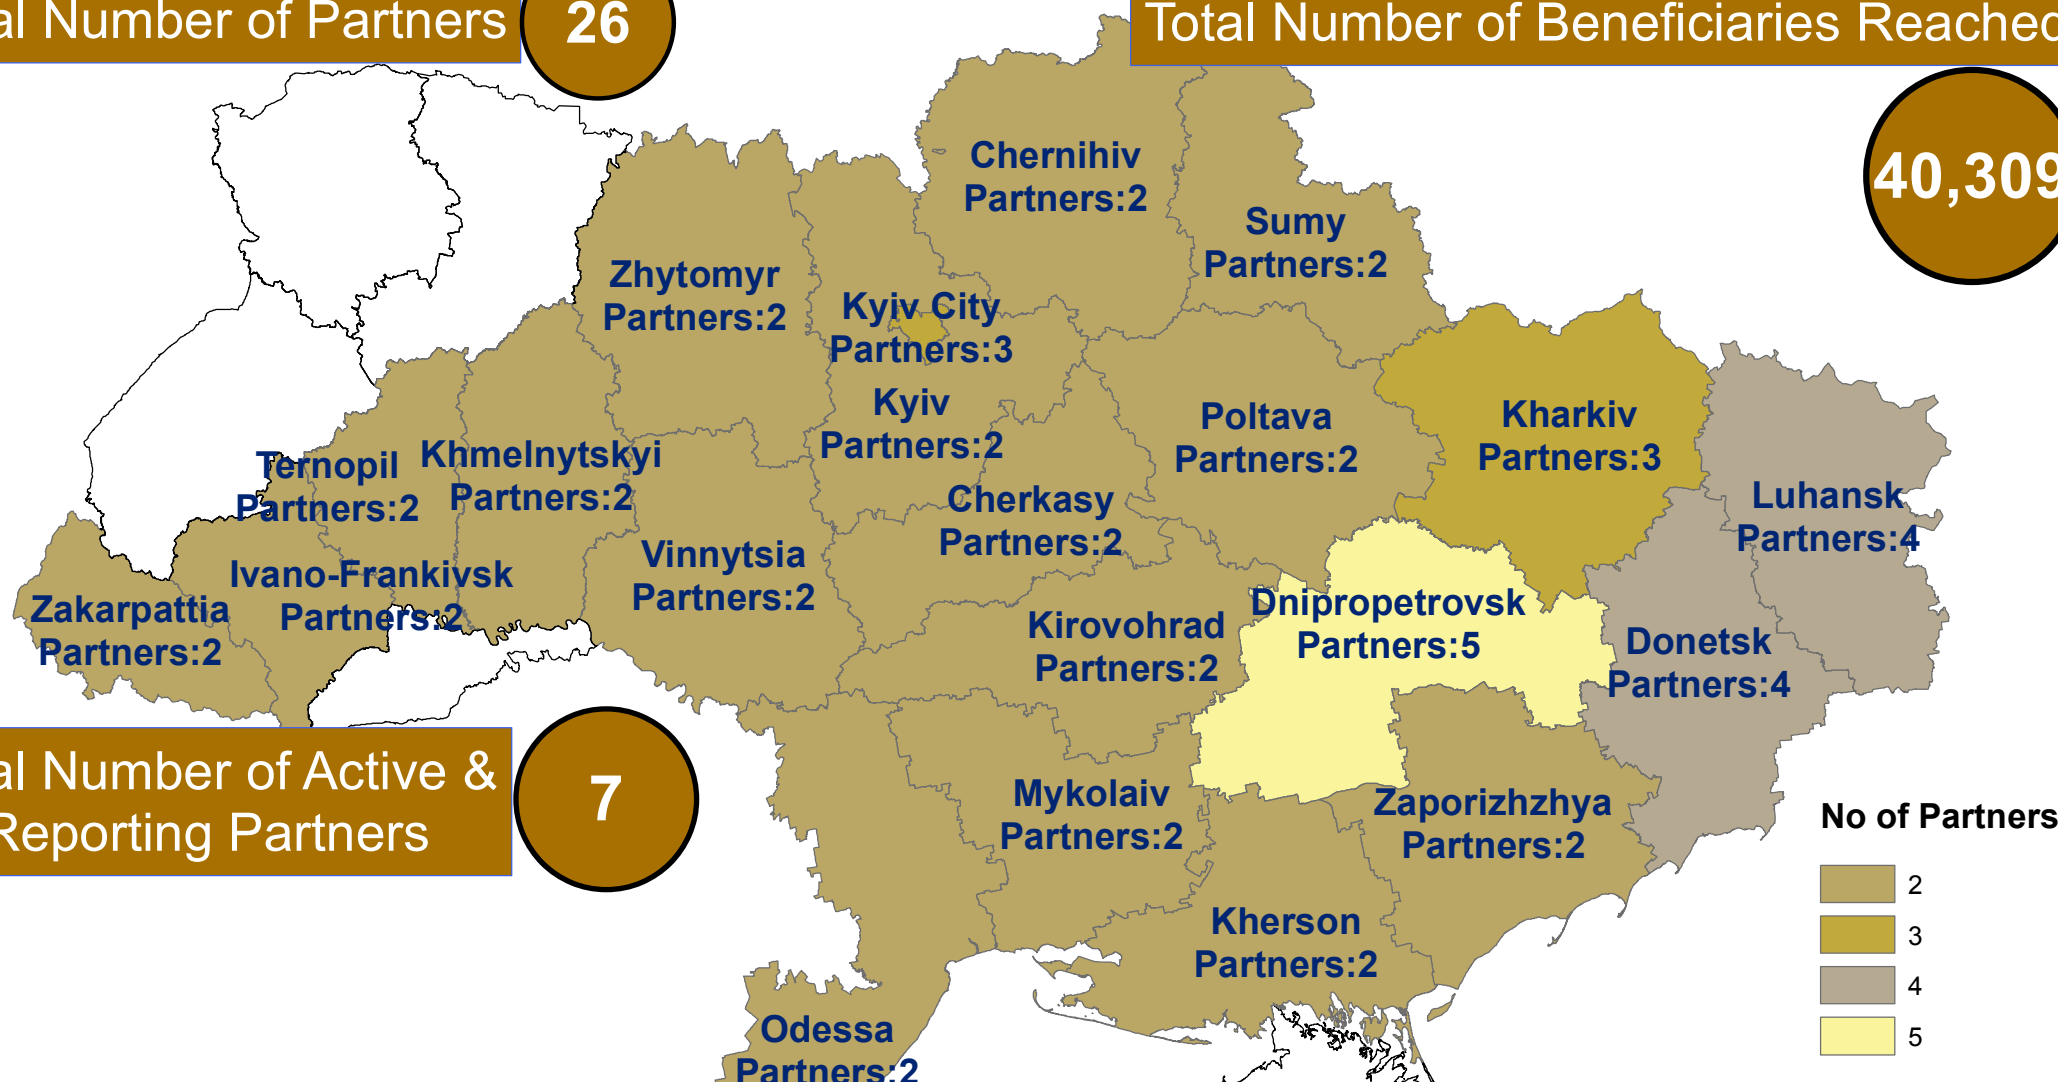 al Number of Partners
26
Total Number of Beneficiaries Reached
40,309
Chernihiv
Partners:2
Sumy
Partners:2
Zhytomyr
Partners:2
Kyiv City
Partners:3
Kyiv
Partners:2
Poltava
Partners:2
Kharkiv
Partners:3
Ternopil
Partners:2
Khmelnytskyi
Partners:2
Cherkasy
Partners:2
Luhansk
Partners:4
Vinnytsia
Partners:2
Ivano-Frankivsk
Partners:2
Zakarpattia
Partners:2
Kirovohrad
Partners:2
Dnipropetrovsk
Partners:5
Donetsk
Partners:4
al Number of Active &
Reporting Partners
7
Mykolaiv
Partners:2
Zaporizhzhya
Partners:2
Kherson
Partners:2
Odessa
Partners:2
No of Partners
2
3
4
5